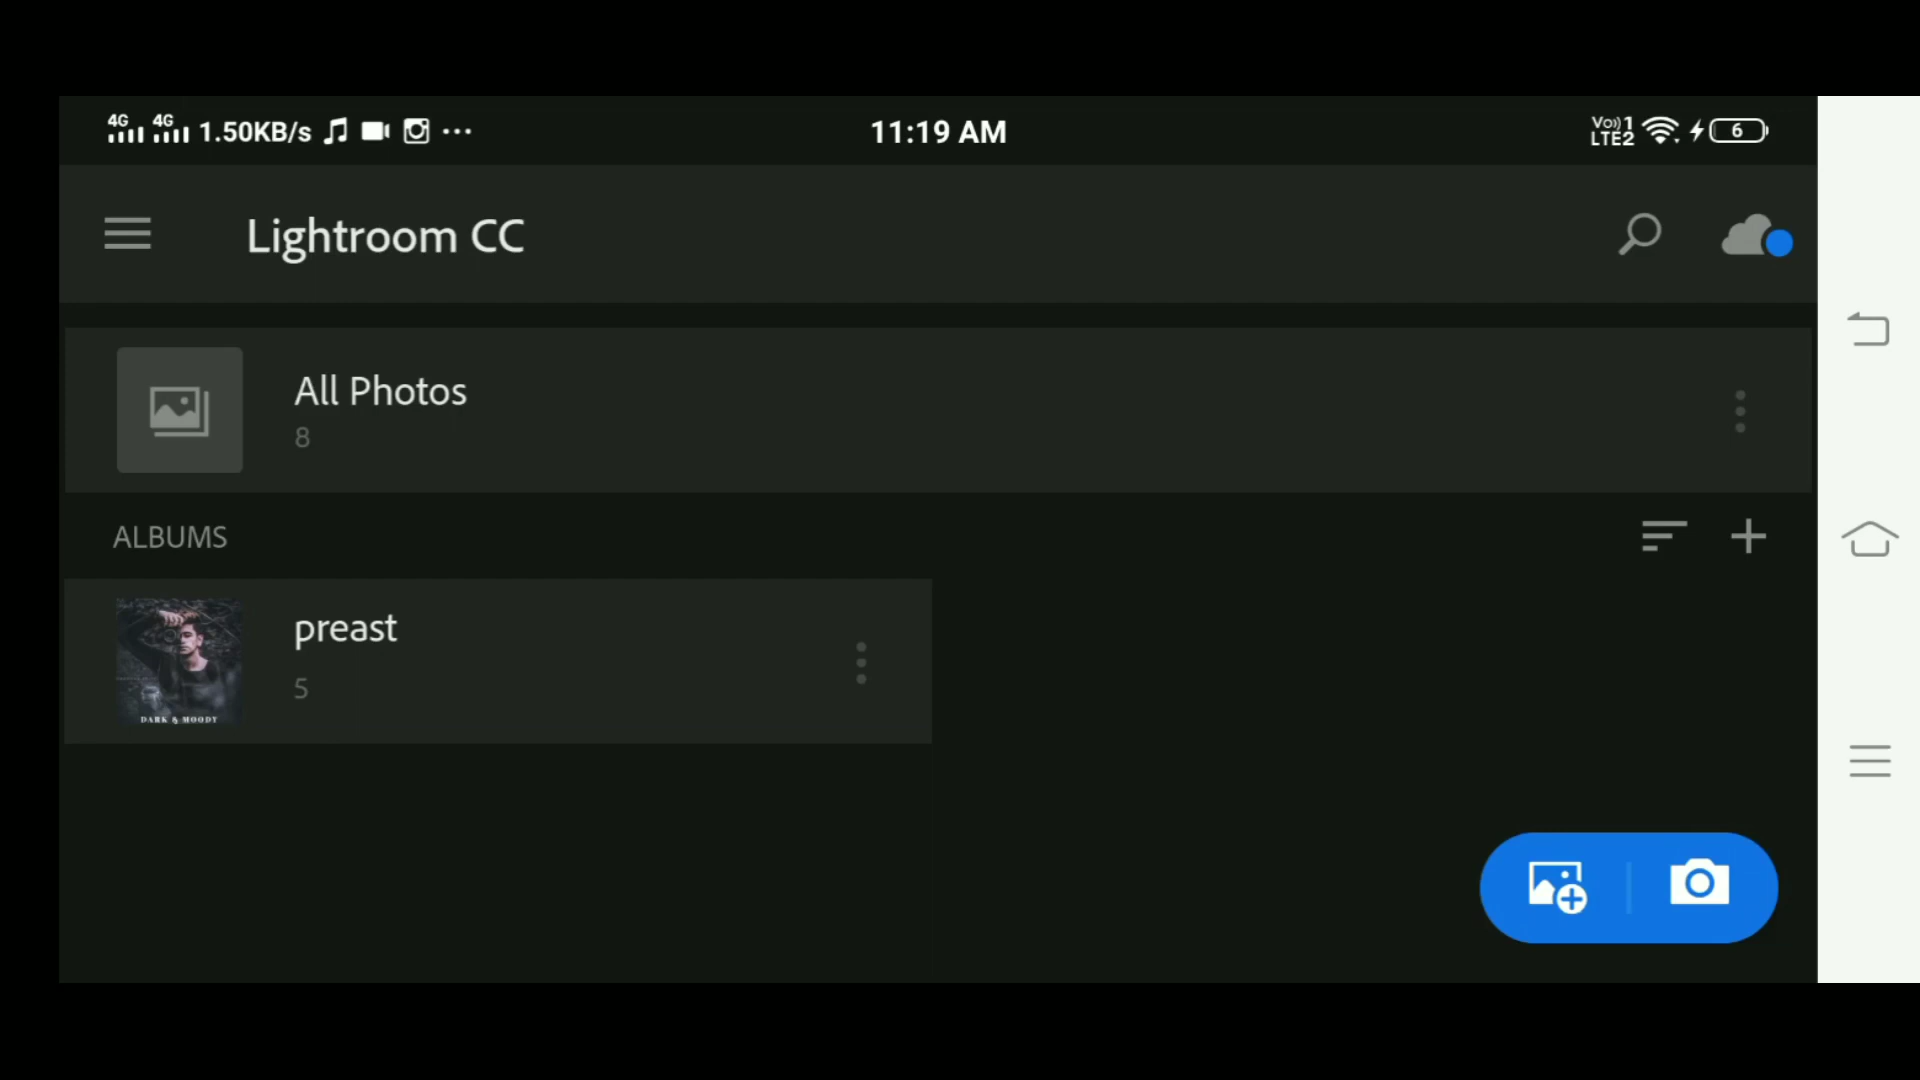 4G 4G 1.50KB/s 11:19 AM Vo))1 LTE2 6
Lightroom CC
All Photos
8
ALBUMS
preast
5
DARK & MOODY